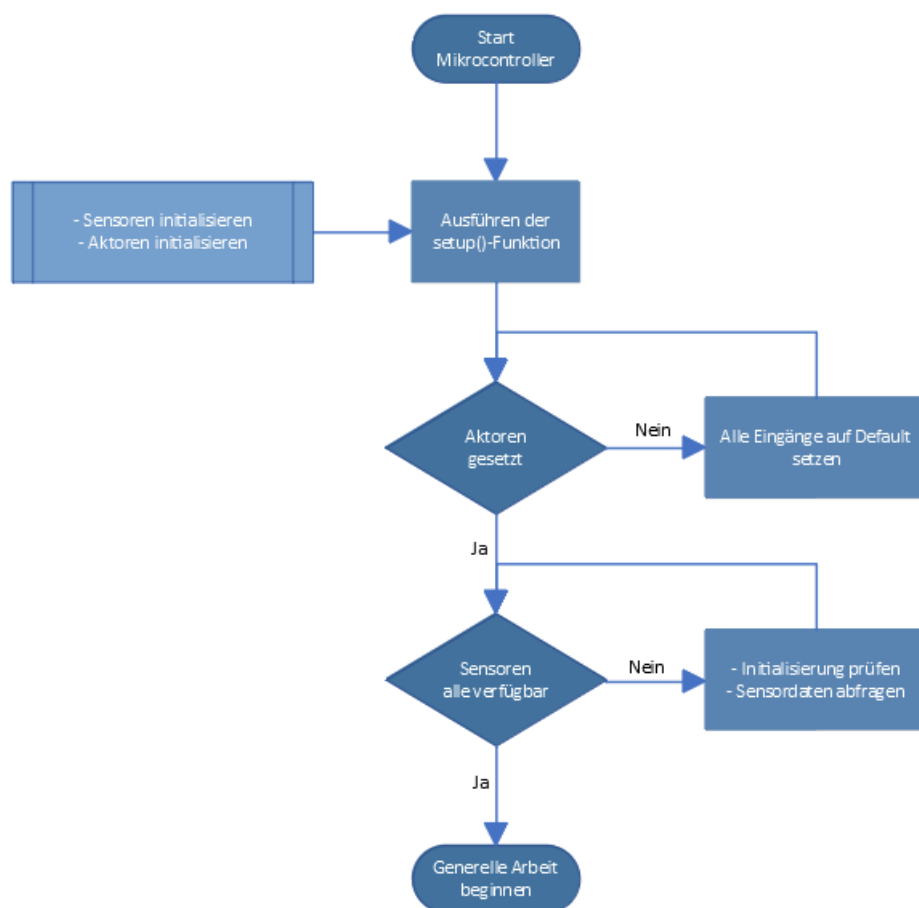 Start
Mikrocontroller
- Sensoren initialisieren
- Aktoren initialisieren
Ausführen der
setup()-Funktion
Aktoren
gesetzt
Nein
Alle Eingänge auf Default
setzen
Ja
Sensoren
alle verfügbar
Nein
- Initialisierung prüfen
- Sensordaten abfragen
Ja
Generelle Arbeit
beginnen